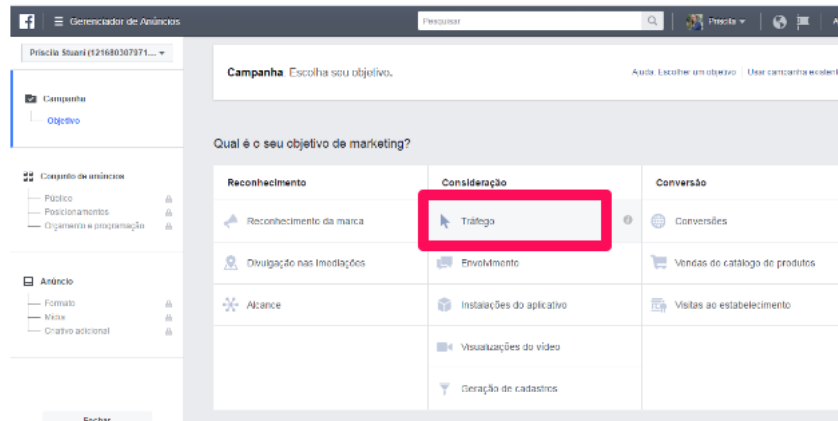 Gerenciador de Anúncios
Pesquisar
Priscila
Priscila Stuani (121680307971...
Campanha
Objetivo
Conjunto de anúncios
Público
Posicionamentos
Orçamento e programação
Anúncio
Formato
Mídia
Criativo adicional
Fechar
Campanha Escolha seu objetivo.
Ajuda: Escolher um objetivo | Usar campanha existent
Qual é o seu objetivo de marketing?
Reconhecimento
Consideração
Conversão
Reconhecimento da marca
Tráfego
Conversões
Divulgação nas imediações
Envolvimento
Vendas do catálogo de produtos
Alcance
Instalações do aplicativo
Visitas ao estabelecimento
Visualizações do vídeo
Geração de cadastros